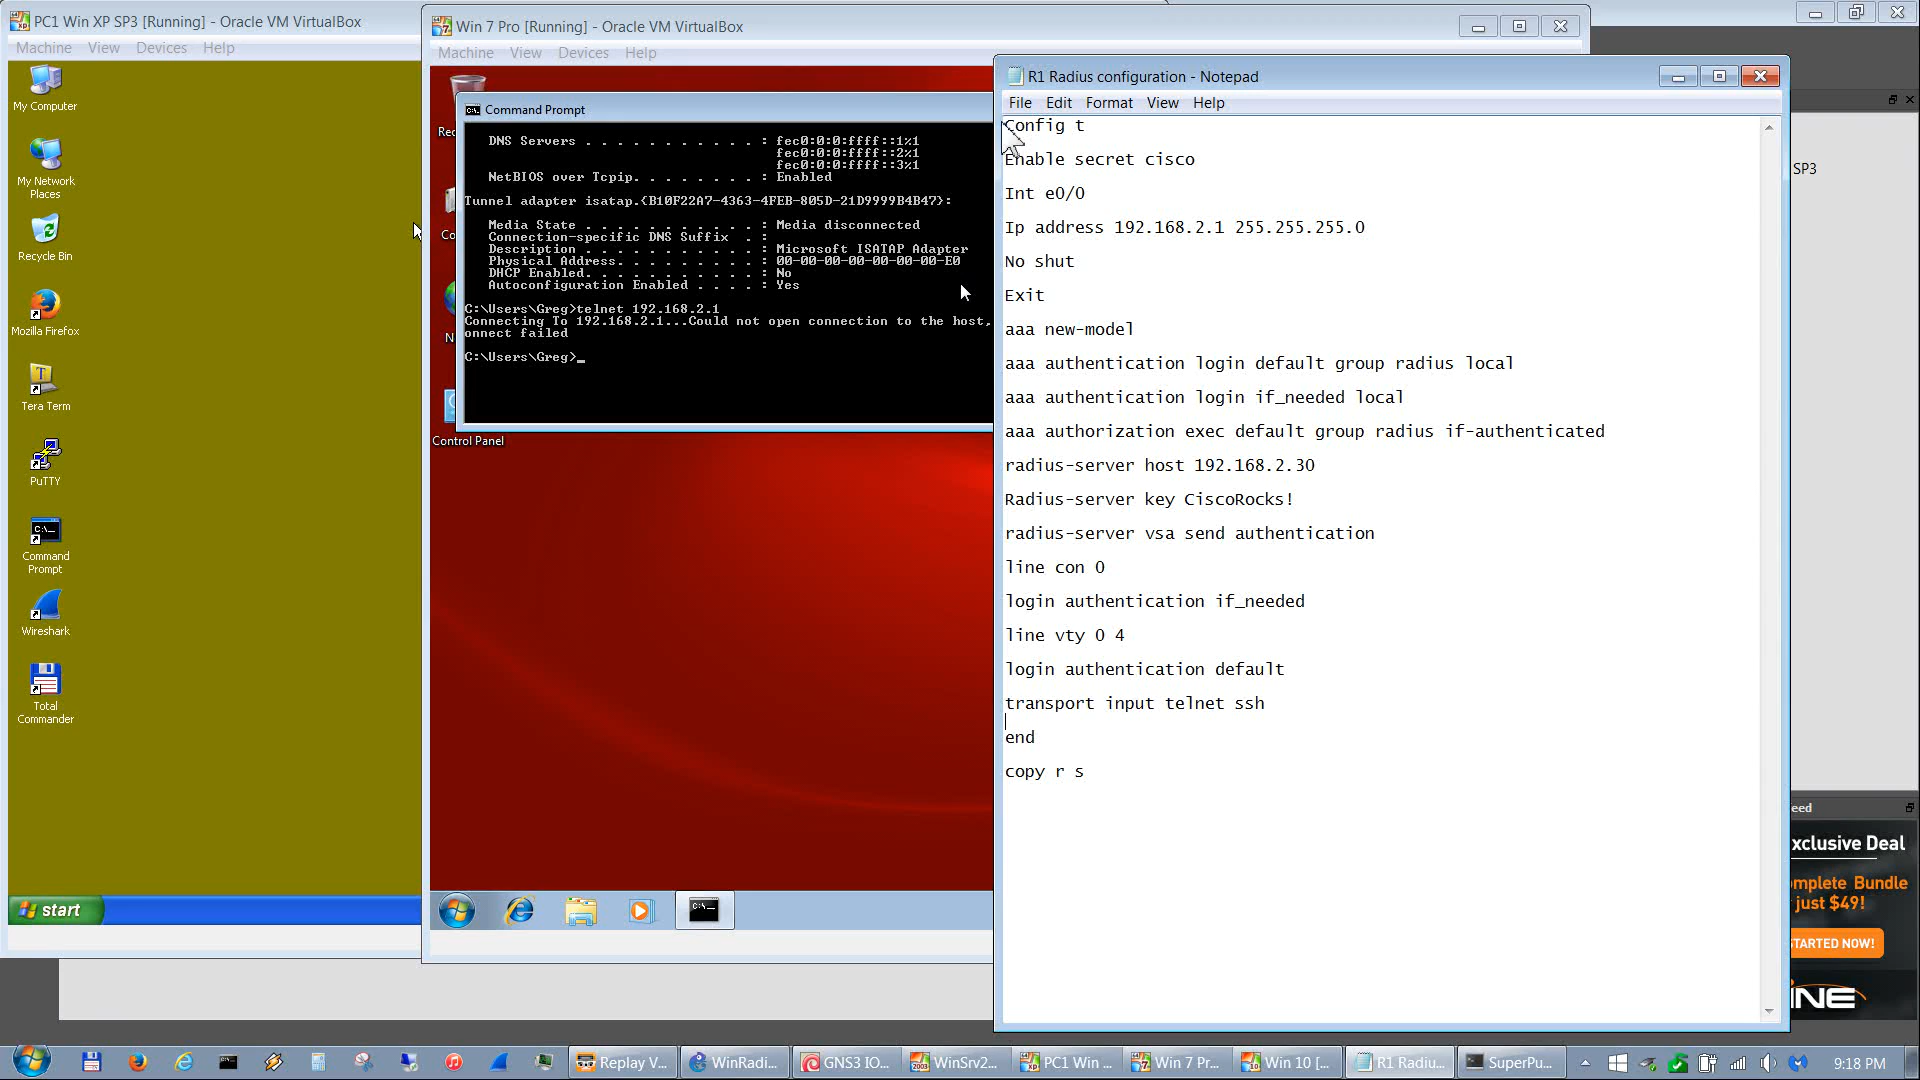 PC1 Win XP SP3 [Running] - Oracle VM VirtualBox
Machine View Devices Help
My Computer
My Network Places
Recycle Bin
Mozilla Firefox
Tera Term
PuTTY
Command Prompt
Wireshark
Total Commander
start
Win 7 Pro [Running] - Oracle VM VirtualBox
Machine View Devices Help
Rec
Co
N
Control Panel
Command Prompt
DNS Servers . . . . . . . . . . . : fec0:0:0:ffff::1%1
fec0:0:0:ffff::2%1
fec0:0:0:ffff::3%1
NetBIOS over Tcpip. . . . . . . . : Enabled
Tunnel adapter isatap.{B10F22A7-4363-4FEB-805D-21D9999B4B47}:
Media State . . . . . . . . . . . : Media disconnected
Connection-specific DNS Suffix  . :
Description . . . . . . . . . . . : Microsoft ISATAP Adapter
Physical Address. . . . . . . . . : 00-00-00-00-00-00-00-E0
DHCP Enabled. . . . . . . . . . . : No
Autoconfiguration Enabled . . . . : Yes
C:\Users\Greg>telnet 192.168.2.1
Connecting To 192.168.2.1...Could not open connection to the host,
onnect failed
C:\Users\Greg>_
R1 Radius configuration - Notepad
File Edit Format View Help
Config t
Enable secret cisco
Int e0/0
Ip address 192.168.2.1 255.255.255.0
No shut
Exit
aaa new-model
aaa authentication login default group radius local
aaa authentication login if_needed local
aaa authorization exec default group radius if-authenticated
radius-server host 192.168.2.30
Radius-server key CiscoRocks!
radius-server vsa send authentication
line con 0
login authentication if_needed
line vty 0 4
login authentication default
transport input telnet ssh
end
copy r s
SP3
eed
xclusive Deal
mplete Bundle
just $49!
STARTED NOW!
INE
Replay V...
WinRadi...
GNS3 IO...
WinSrv2...
PC1 Win ...
Win 7 Pr...
Win 10 [...
R1 Radiu...
SuperPu...
9:18 PM